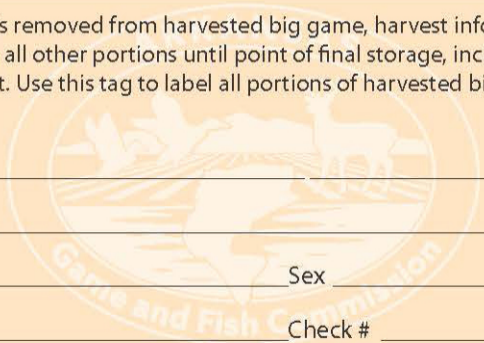 s removed from harvested big game, harvest info
all other portions until point of final storage, inc
t. Use this tag to label all portions of harvested bi
Sex
Check #
Game and Fish Commission